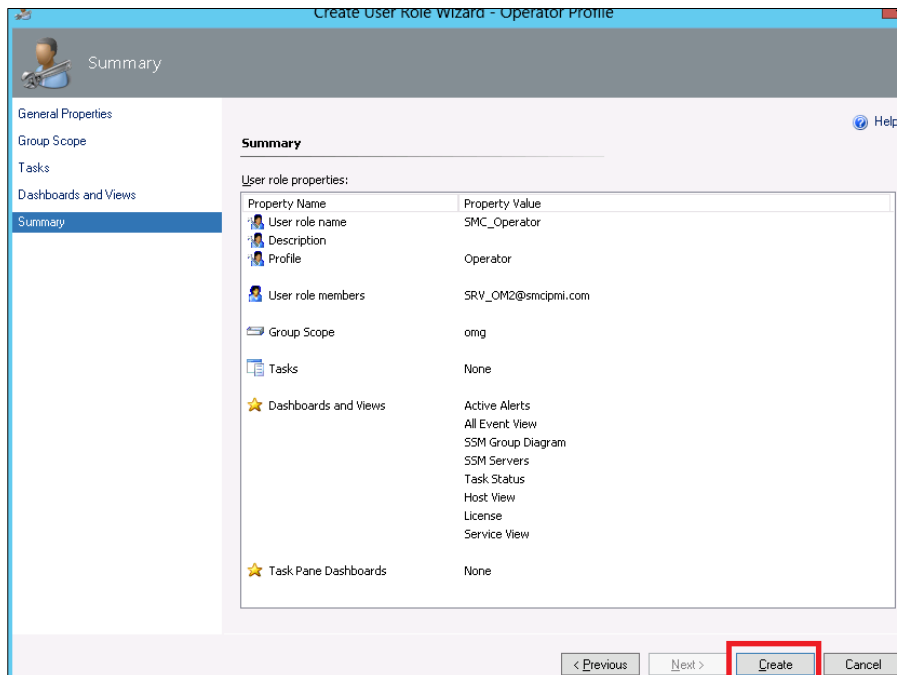 Create User Role Wizard - Operator Profile
Summary
General Properties
Group Scope
Tasks
Dashboards and Views
Summary
Help
Summary
User role properties:
Property Name Property Value
User role name SMC_Operator
Description
Profile Operator
User role members SRV_OM2@smcipmi.com
Group Scope omg
Tasks None
Dashboards and Views Active Alerts
All Event View
SSM Group Diagram
SSM Servers
Task Status
Host View
License
Service View
Task Pane Dashboards None
< Previous Next > Create Cancel